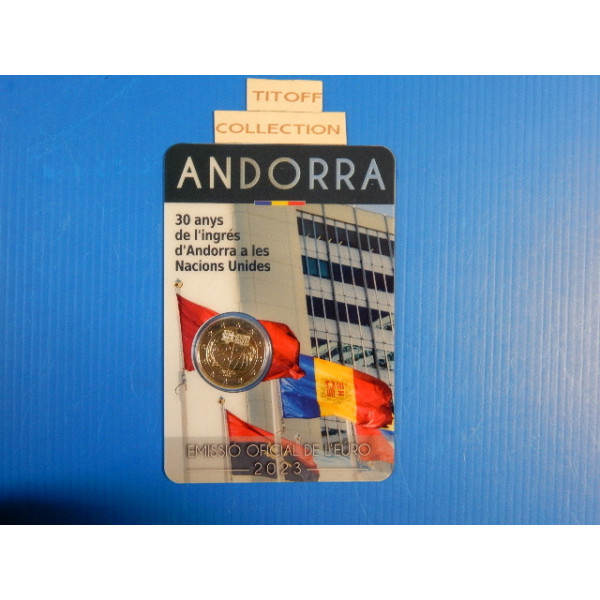 TITOFF
COLLECTION
ANDORRA
30 anys
de l'ingrés
d'Andorra a les
Nacions Unides
EMISSIÓ OFICIAL DE L'EURO
2023